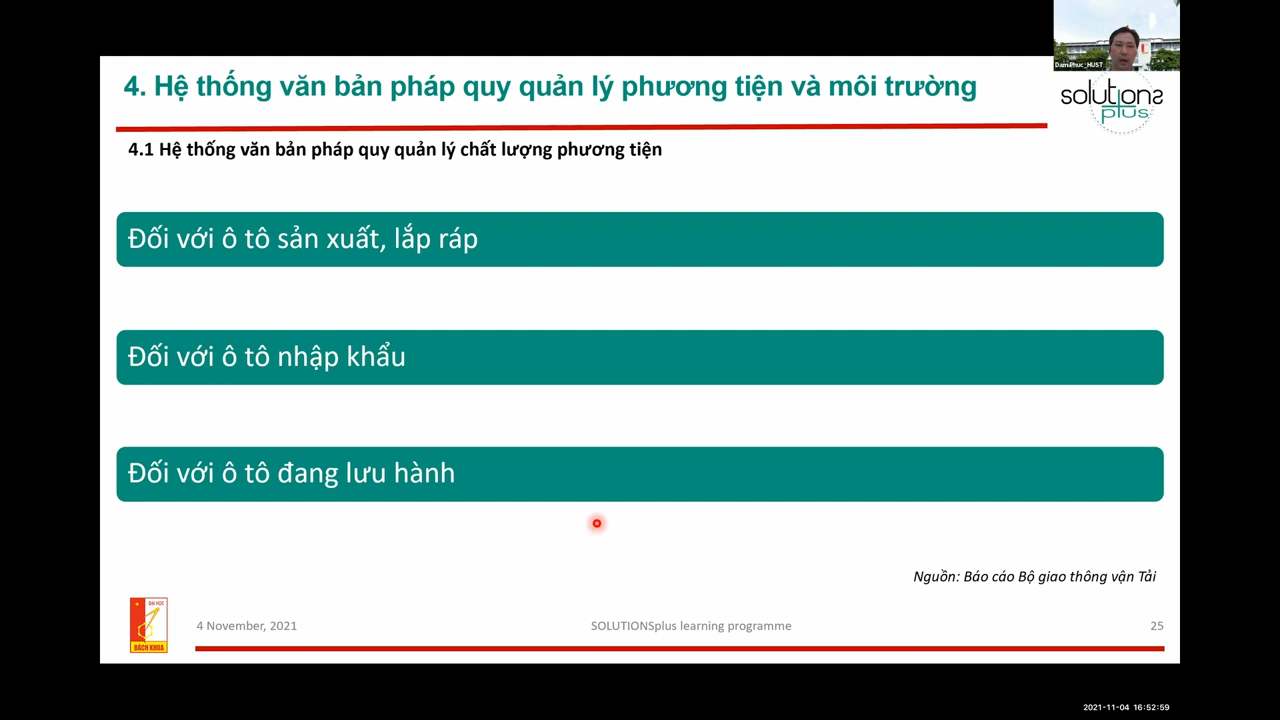 DamPhuc_HUST
solutions
plus
4. Hệ thống văn bản pháp quy quản lý phương tiện và môi trường
4.1 Hệ thống văn bản pháp quy quản lý chất lượng phương tiện
Đối với ô tô sản xuất, lắp ráp
Đối với ô tô nhập khẩu
Đối với ô tô đang lưu hành
Nguồn: Báo cáo Bộ giao thông vận Tải
ĐẠI HỌC
BÁCH KHOA
4 November, 2021
SOLUTIONSplus learning programme
25
2021-11-04 16:52:59